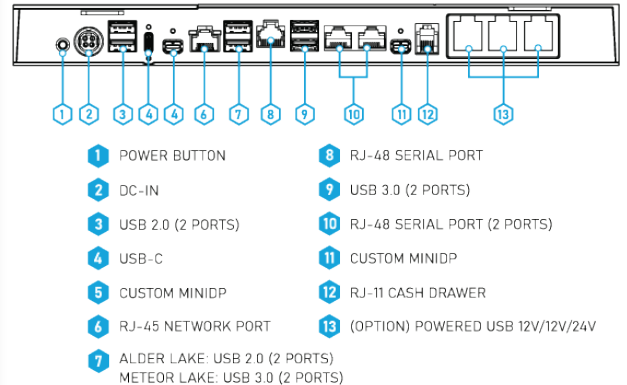 1 2 3 4 4 6 7 8 9 10 11 12 13
1 POWER BUTTON
2 DC-IN
3 USB 2.0 (2 PORTS)
4 USB-C
5 CUSTOM MINIDP
6 RJ-45 NETWORK PORT
7 ALDER LAKE: USB 2.0 (2 PORTS)
METEOR LAKE: USB 3.0 (2 PORTS)
8 RJ-48 SERIAL PORT
9 USB 3.0 (2 PORTS)
10 RJ-48 SERIAL PORT (2 PORTS)
11 CUSTOM MINIDP
12 RJ-11 CASH DRAWER
13 (OPTION) POWERED USB 12V/12V/24V